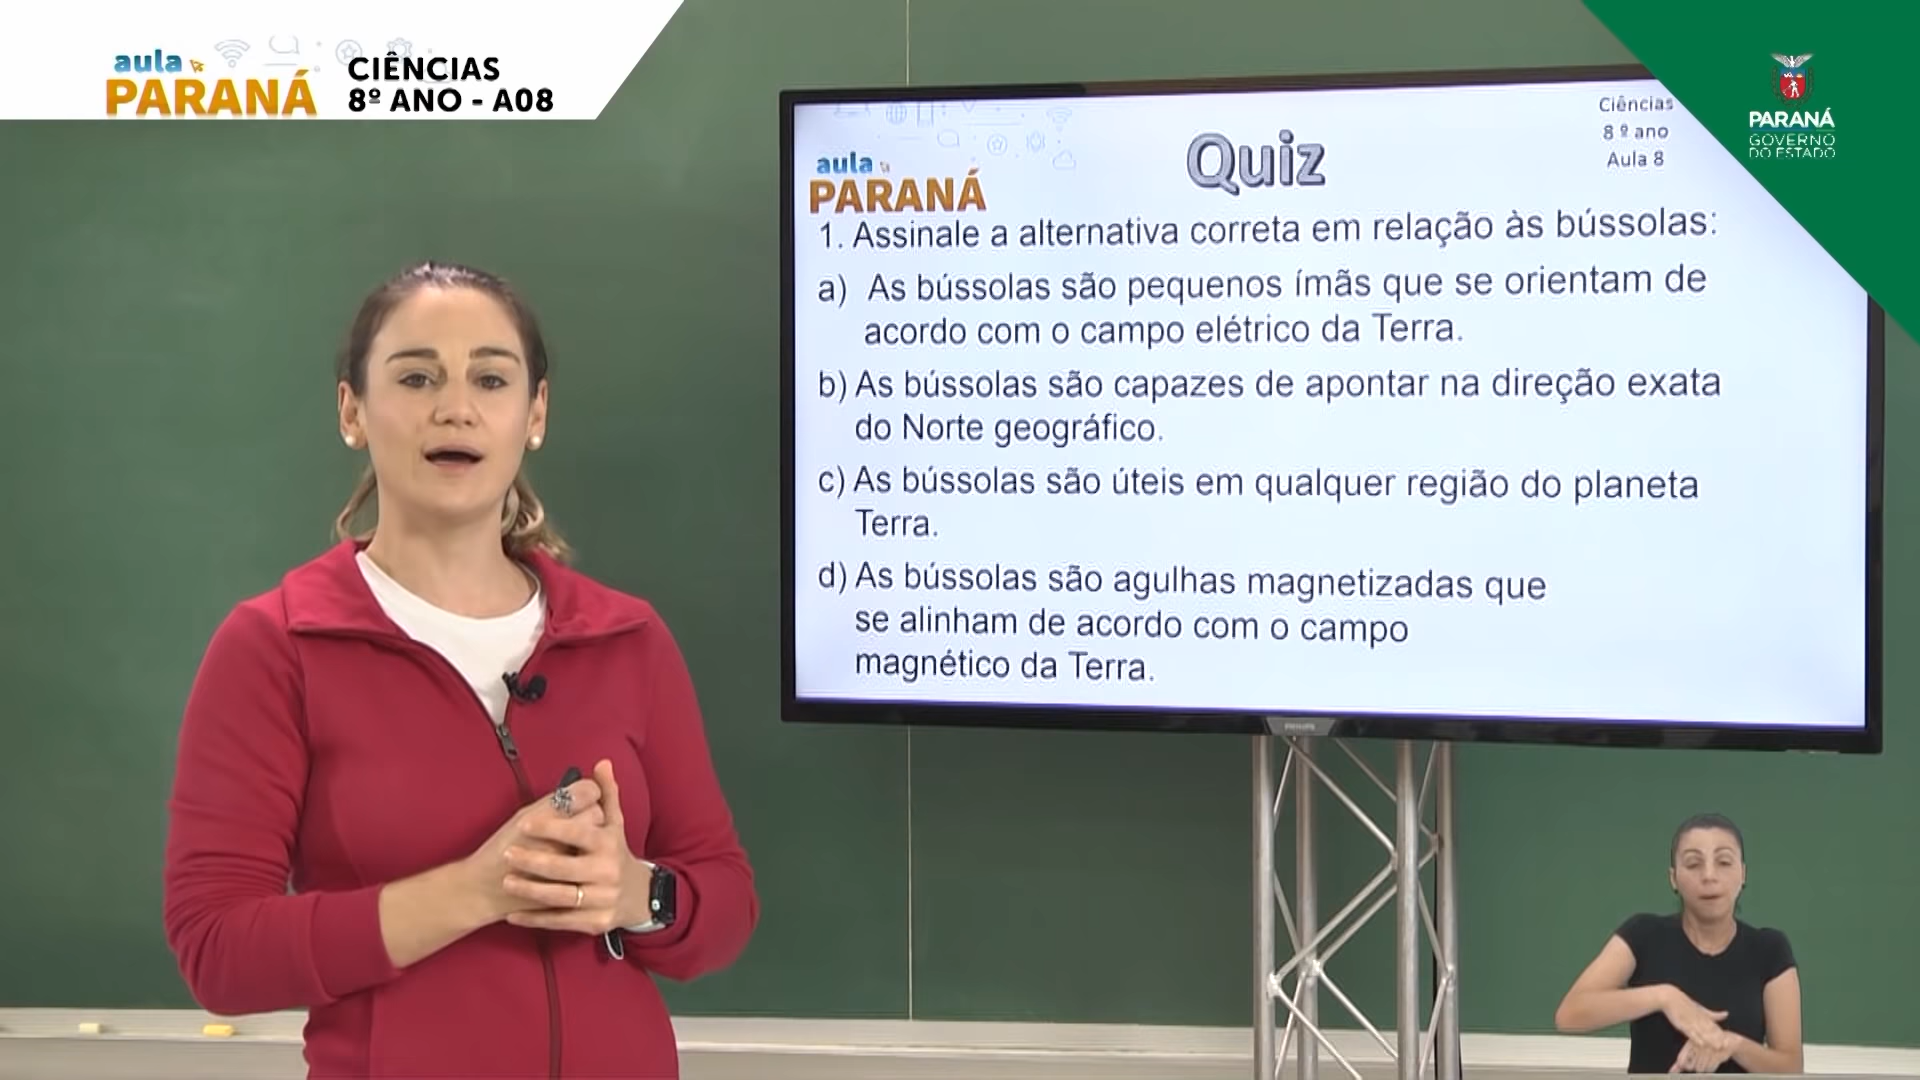 aula
PARANÁ
CIÊNCIAS
8º ANO - A08
PARANÁ
GOVERNO
DO ESTADO
Ciências
8 º ano
Aula 8
aula
PARANÁ
Quiz
1. Assinale a alternativa correta em relação às bússolas:
a) As bússolas são pequenos ímãs que se orientam de
acordo com o campo elétrico da Terra.
b) As bússolas são capazes de apontar na direção exata
do Norte geográfico.
c) As bússolas são úteis em qualquer região do planeta
Terra.
d) As bússolas são agulhas magnetizadas que
se alinham de acordo com o campo
magnético da Terra.
PHILIPS